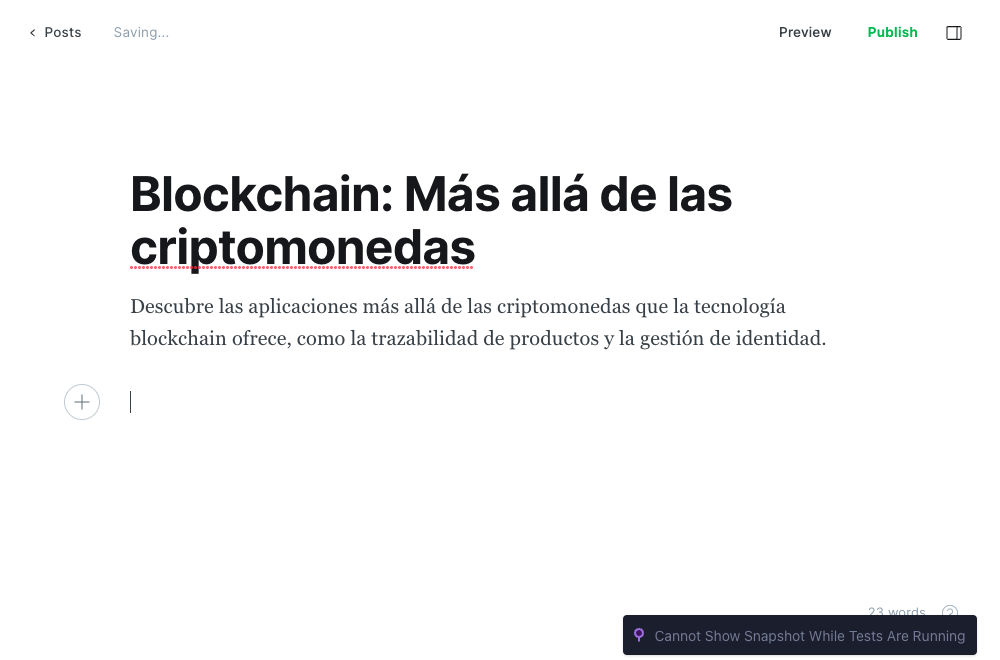 Posts
Saving...
Preview
Publish
Blockchain: Más allá de las
criptomonedas
Descubre las aplicaciones más allá de las criptomonedas que la tecnología
blockchain ofrece, como la trazabilidad de productos y la gestión de identidad.
23 words
Cannot Show Snapshot While Tests Are Running